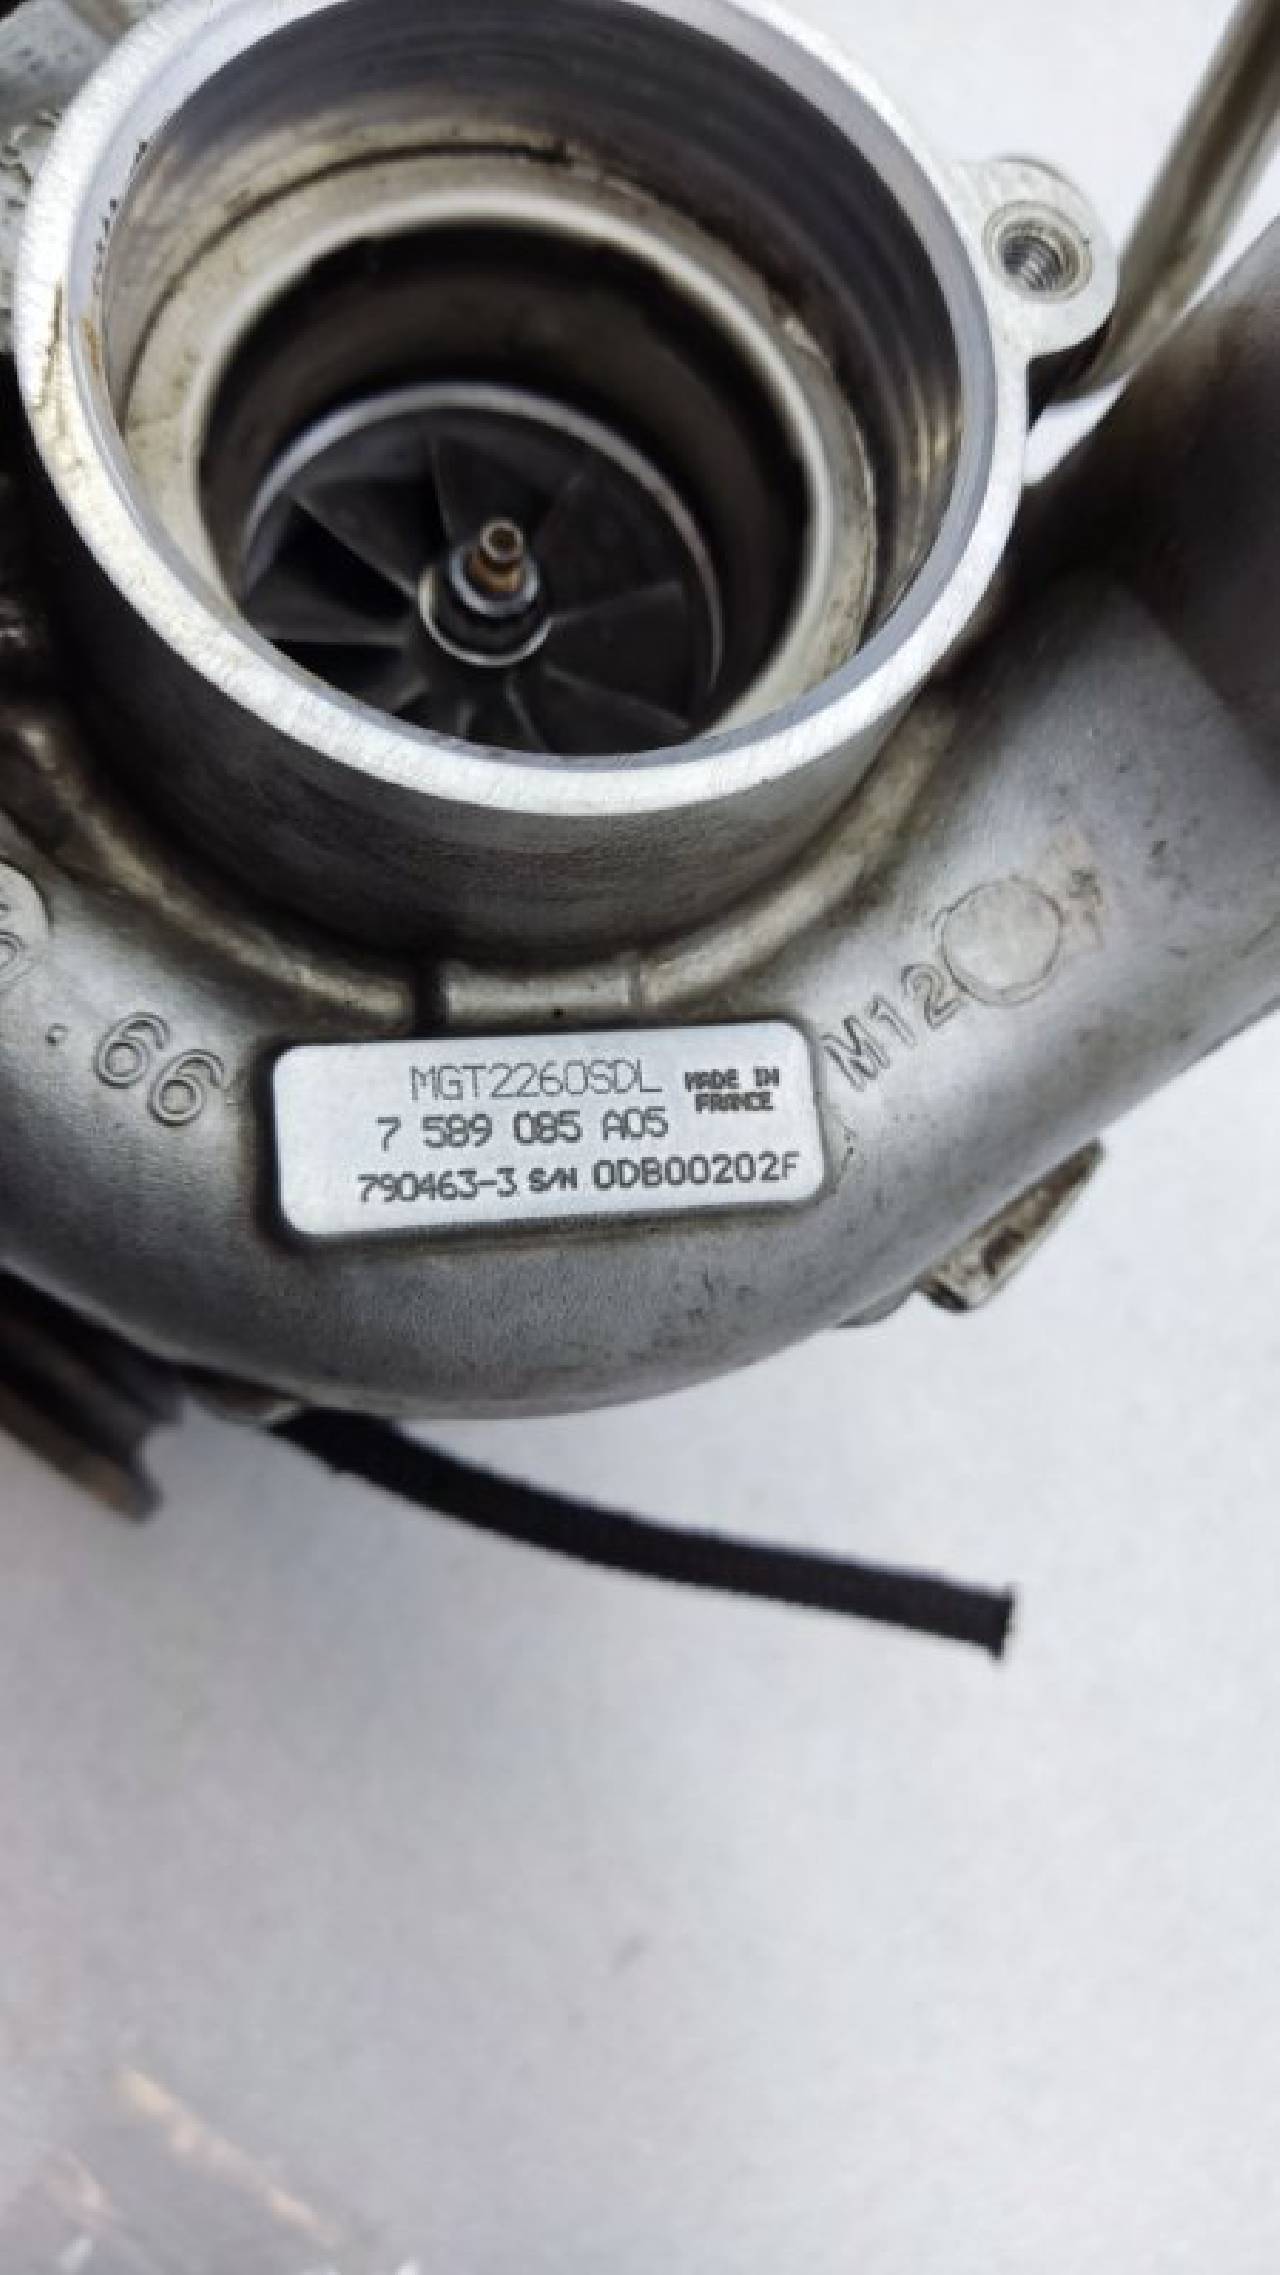 MGT2260SDL MADE IN FRANCE
7 589 085 A05
790463-3 S/N 0DB00202F
.66
M12